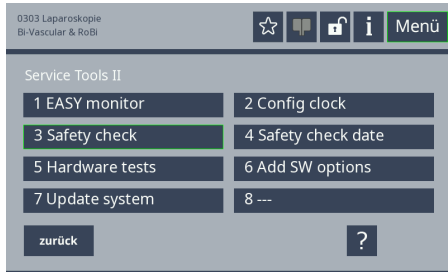 0303 Laparoskopie
Bi-Vascular & RoBi
i
Menü
Service Tools II
1 EASY monitor
2 Config clock
3 Safety check
4 Safety check date
5 Hardware tests
6 Add SW options
7 Update system
8 ---
zurück
?